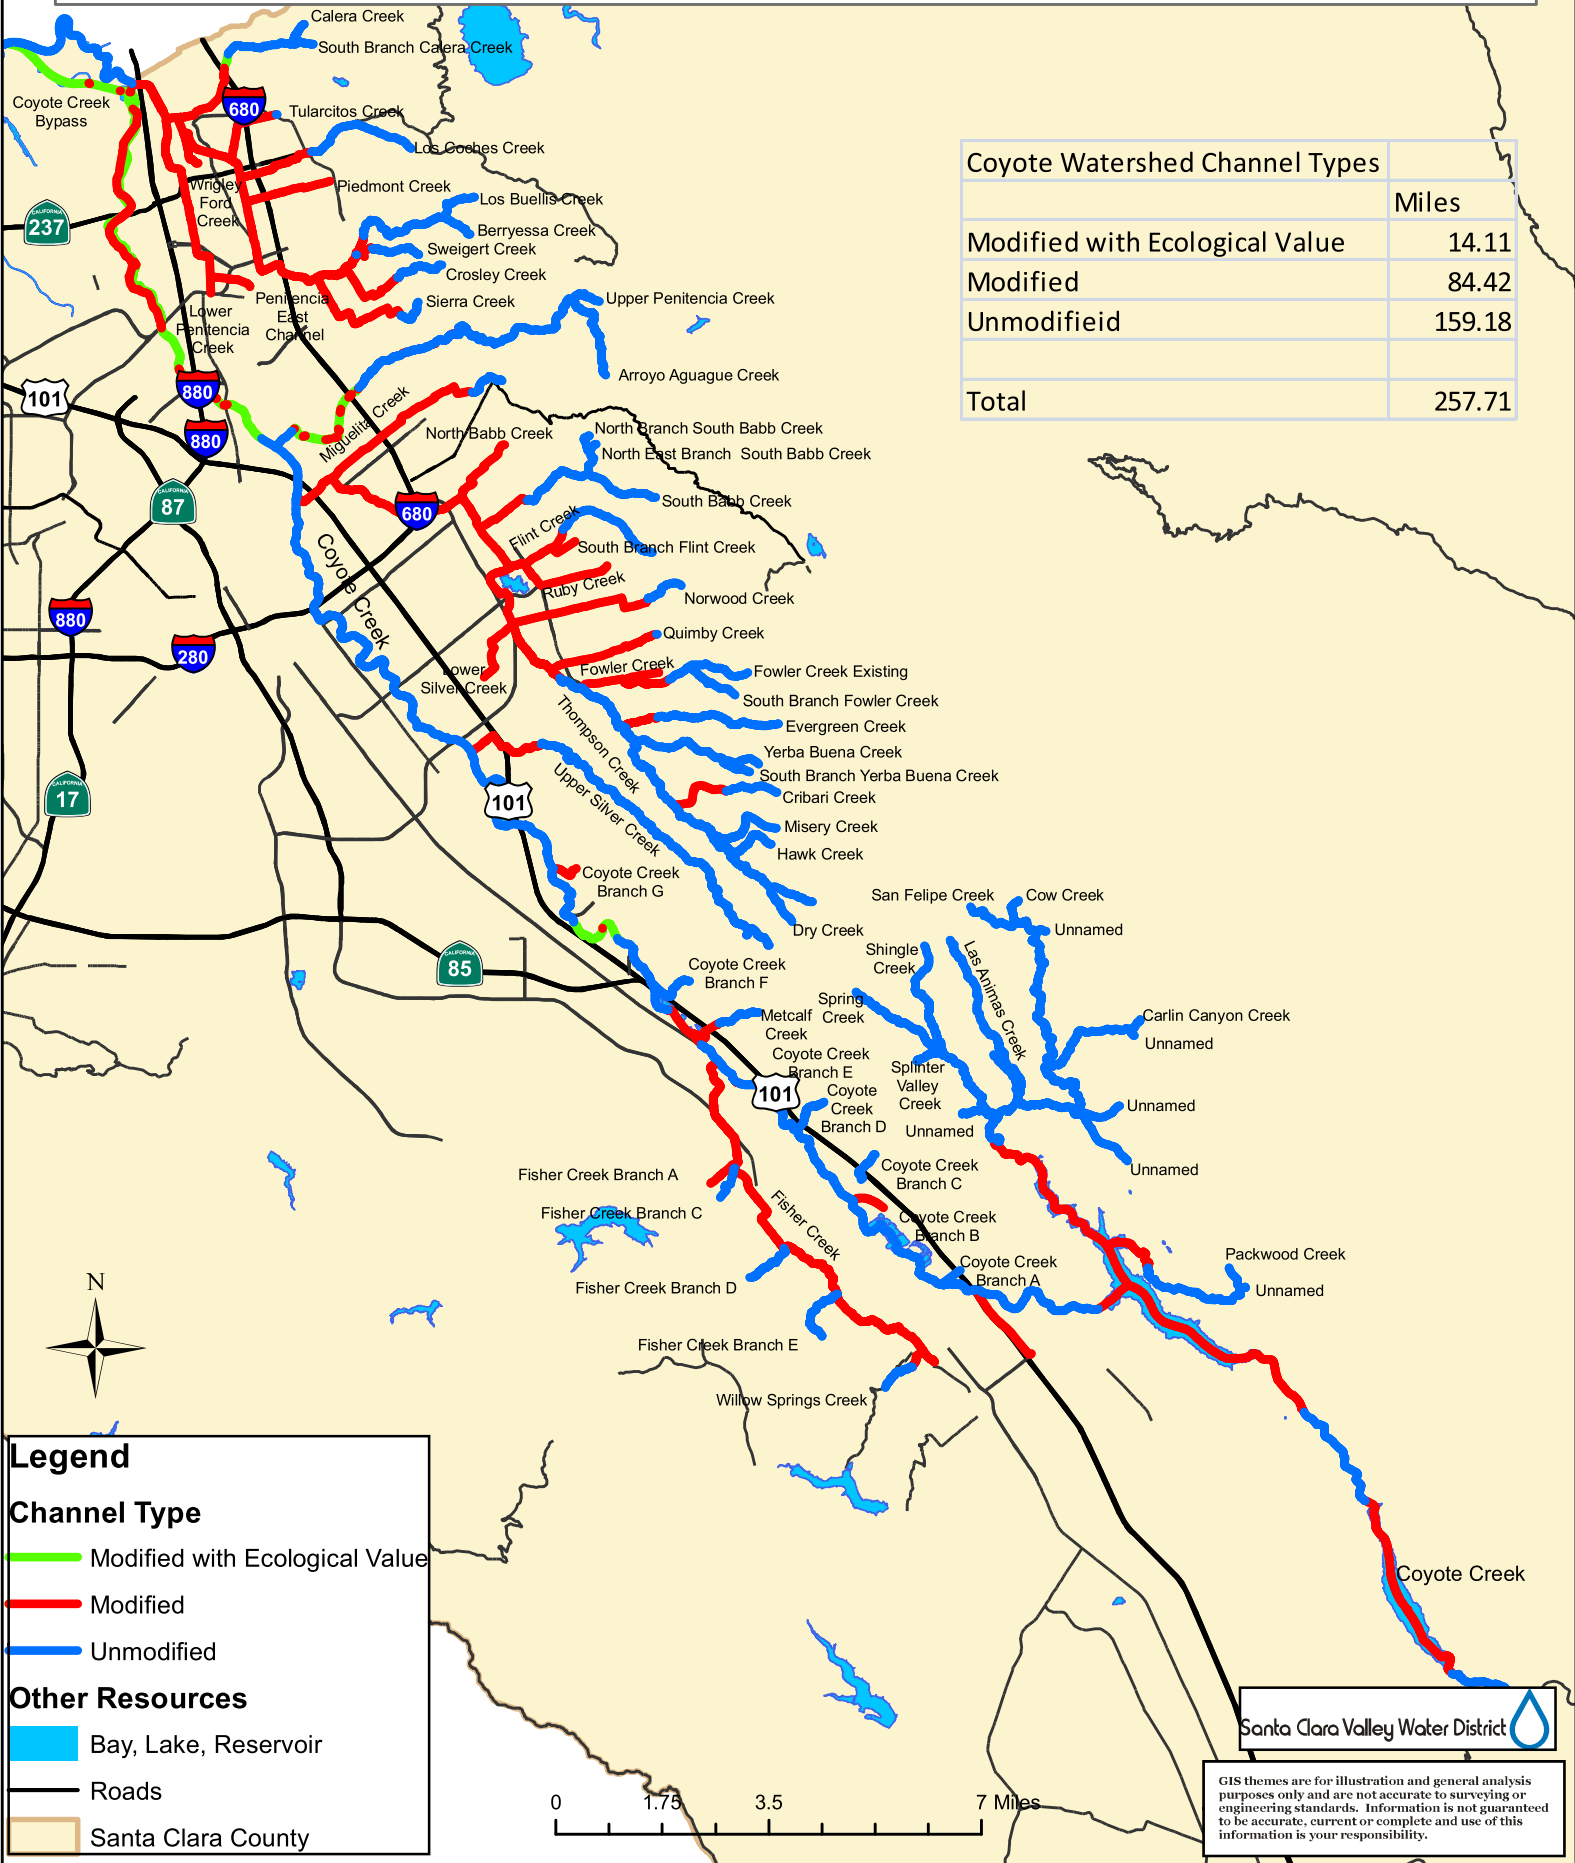 Calera Creek
South Branch Calera Creek
Coyote Creek
Bypass
680
Tularcitos Creek
Los Coches Creek
Wrigley
Ford
Creek
Piedmont Creek
Los Buellis Creek
Berryessa Creek
Sweigert Creek
Crosley Creek
Sierra Creek
CALIFORNIA
237
Lower
Penitencia
Creek
Penitencia
East
Channel
Upper Penitencia Creek
Arroyo Aguague Creek
101
880
880
Miguelita Creek
North Babb Creek
North Branch South Babb Creek
North East Branch South Babb Creek
South Babb Creek
CALIFORNIA
87
680
Flint Creek
South Branch Flint Creek
Ruby Creek
Norwood Creek
Coyote Creek
880
280
Quimby Creek
Lower
Silver Creek
Fowler Creek
Fowler Creek Existing
South Branch Fowler Creek
Evergreen Creek
Thompson Creek
Yerba Buena Creek
South Branch Yerba Buena Creek
Cribari Creek
Upper Silver Creek
CALIFORNIA
17
101
Misery Creek
Hawk Creek
Coyote Creek
Branch G
Dry Creek
CALIFORNIA
85
Coyote Creek
Branch F
San Felipe Creek
Cow Creek
Unnamed
Shingle
Creek
Las Animas Creek
Spring
Creek
Metcalf
Creek
Carlin Canyon Creek
Unnamed
Coyote Creek
Branch E
101
Coyote
Creek
Branch D
Splinter
Valley
Creek
Unnamed
Unnamed
Unnamed
Coyote Creek
Branch C
Fisher Creek Branch A
Fisher Creek Branch C
Fisher Creek
Coyote Creek
Branch B
Coyote Creek
Branch A
Packwood Creek
Unnamed
Fisher Creek Branch D
Fisher Creek Branch E
Willow Springs Creek
Coyote Creek
Coyote Watershed Channel Types
Miles
Modified with Ecological Value 14.11
Modified 84.42
Unmodifieid 159.18
Total 257.71
N
Legend
Channel Type
Modified with Ecological Value
Modified
Unmodified
Other Resources
Bay, Lake, Reservoir
Roads
Santa Clara County
0 1.75 3.5 7 Miles
Santa Clara Valley Water District
GIS themes are for illustration and general analysis
purposes only and are not accurate to surveying or
engineering standards. Information is not guaranteed
to be accurate, current or complete and use of this
information is your responsibility.